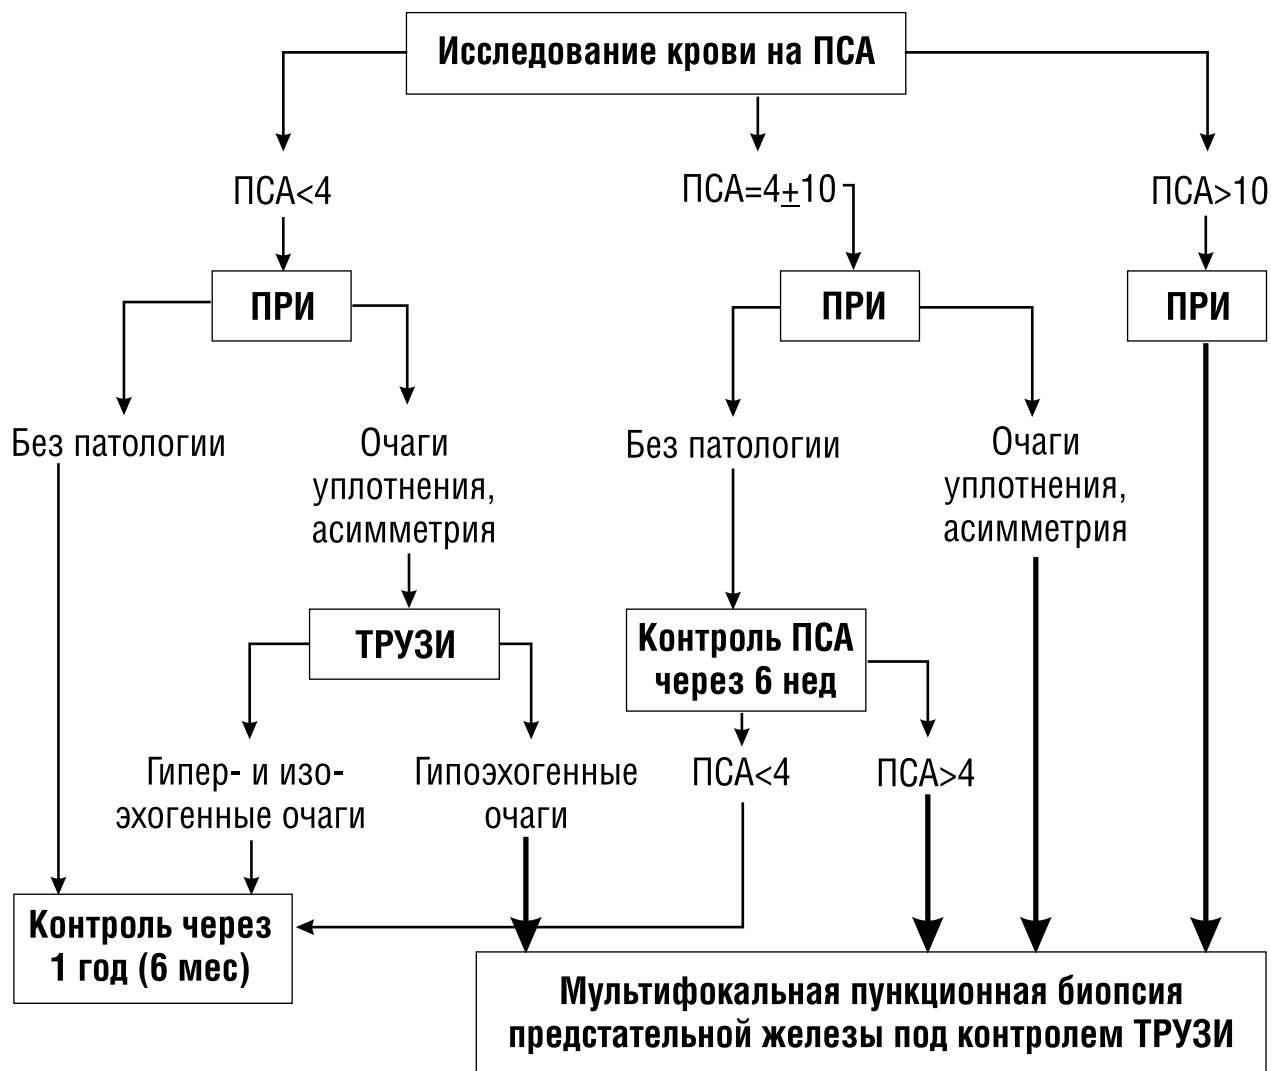 Исследование крови на ПСА
ПСА<4
ПСА=4±10
ПСА>10
ПРИ
ПРИ
ПРИ
Без патологии
Очаги
уплотнения,
асимметрия
Без патологии
Очаги
уплотнения,
асимметрия
ТРУЗИ
Контроль ПСА
через 6 нед
Гипер- и изо-
эхогенные очаги
Гипоэхогенные
очаги
ПСА<4
ПСА>4
Контроль через
1 год (6 мес)
Мультифокальная пункционная биопсия
предстательной железы под контролем ТРУЗИ